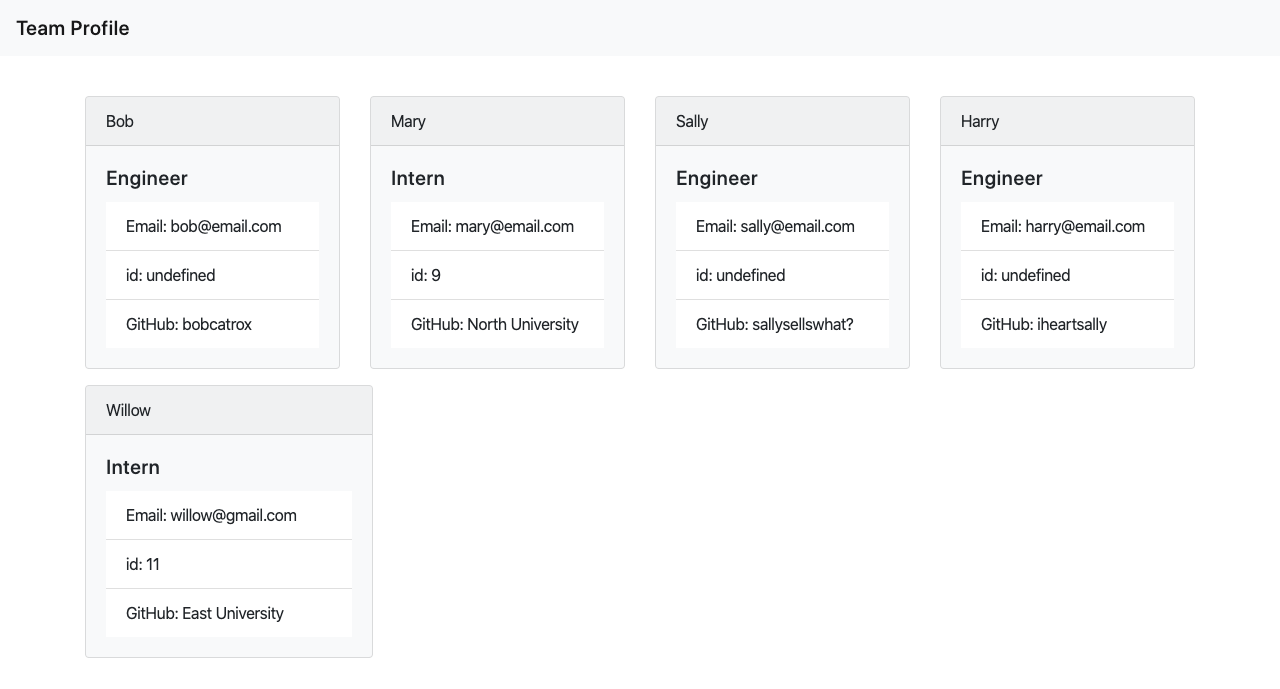 Team Profile
Bob
Engineer
Email: bob@email.com
id: undefined
GitHub: bobcatrox
Mary
Intern
Email: mary@email.com
id: 9
GitHub: North University
Sally
Engineer
Email: sally@email.com
id: undefined
GitHub: sallysellswhat?
Harry
Engineer
Email: harry@email.com
id: undefined
GitHub: iheartsally
Willow
Intern
Email: willow@gmail.com
id: 11
GitHub: East University